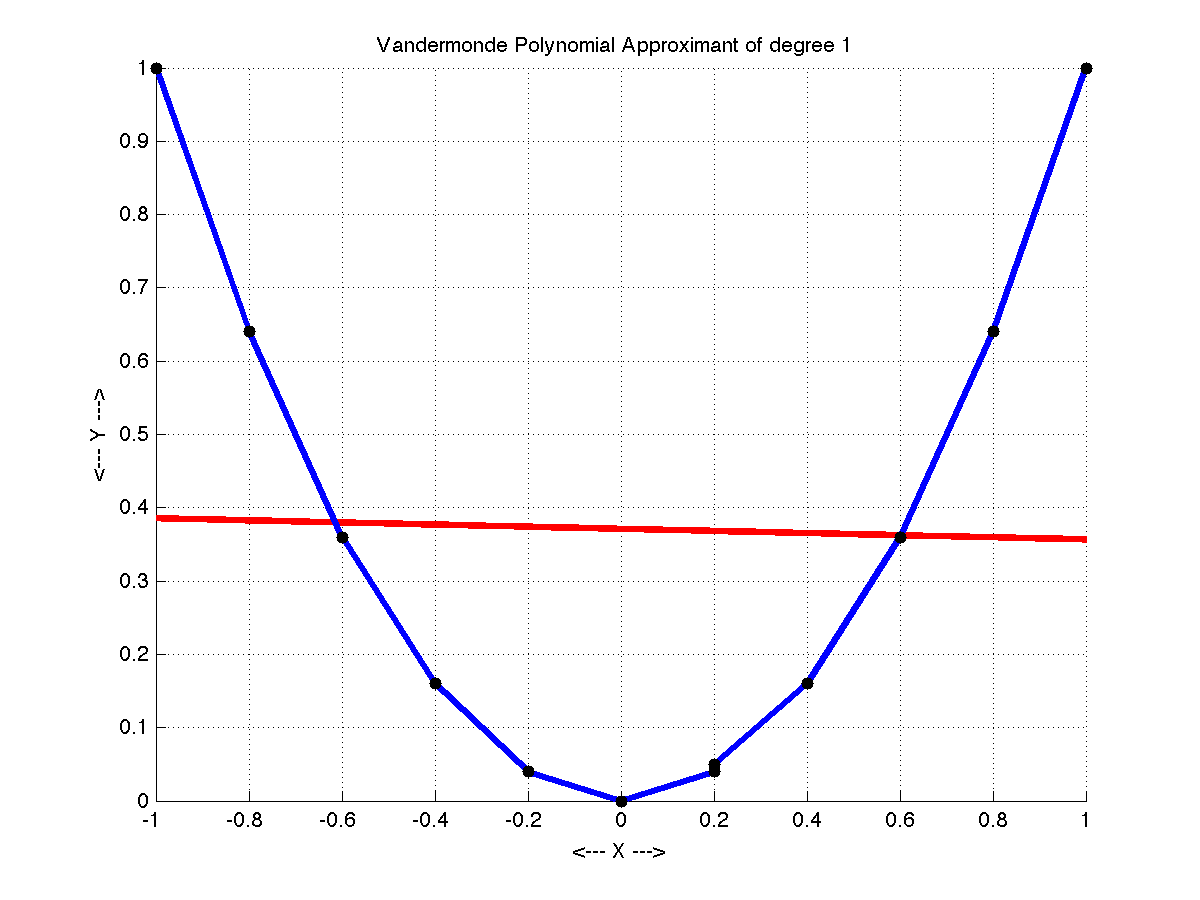 Vandermonde Polynomial Approximant of degree 1
1
0.9
0.8
0.7
0.6
0.5
0.4
0.3
0.2
0.1
0
<--- Y --->
-1 -0.8 -0.6 -0.4 -0.2 0 0.2 0.4 0.6 0.8 1
<--- X --->